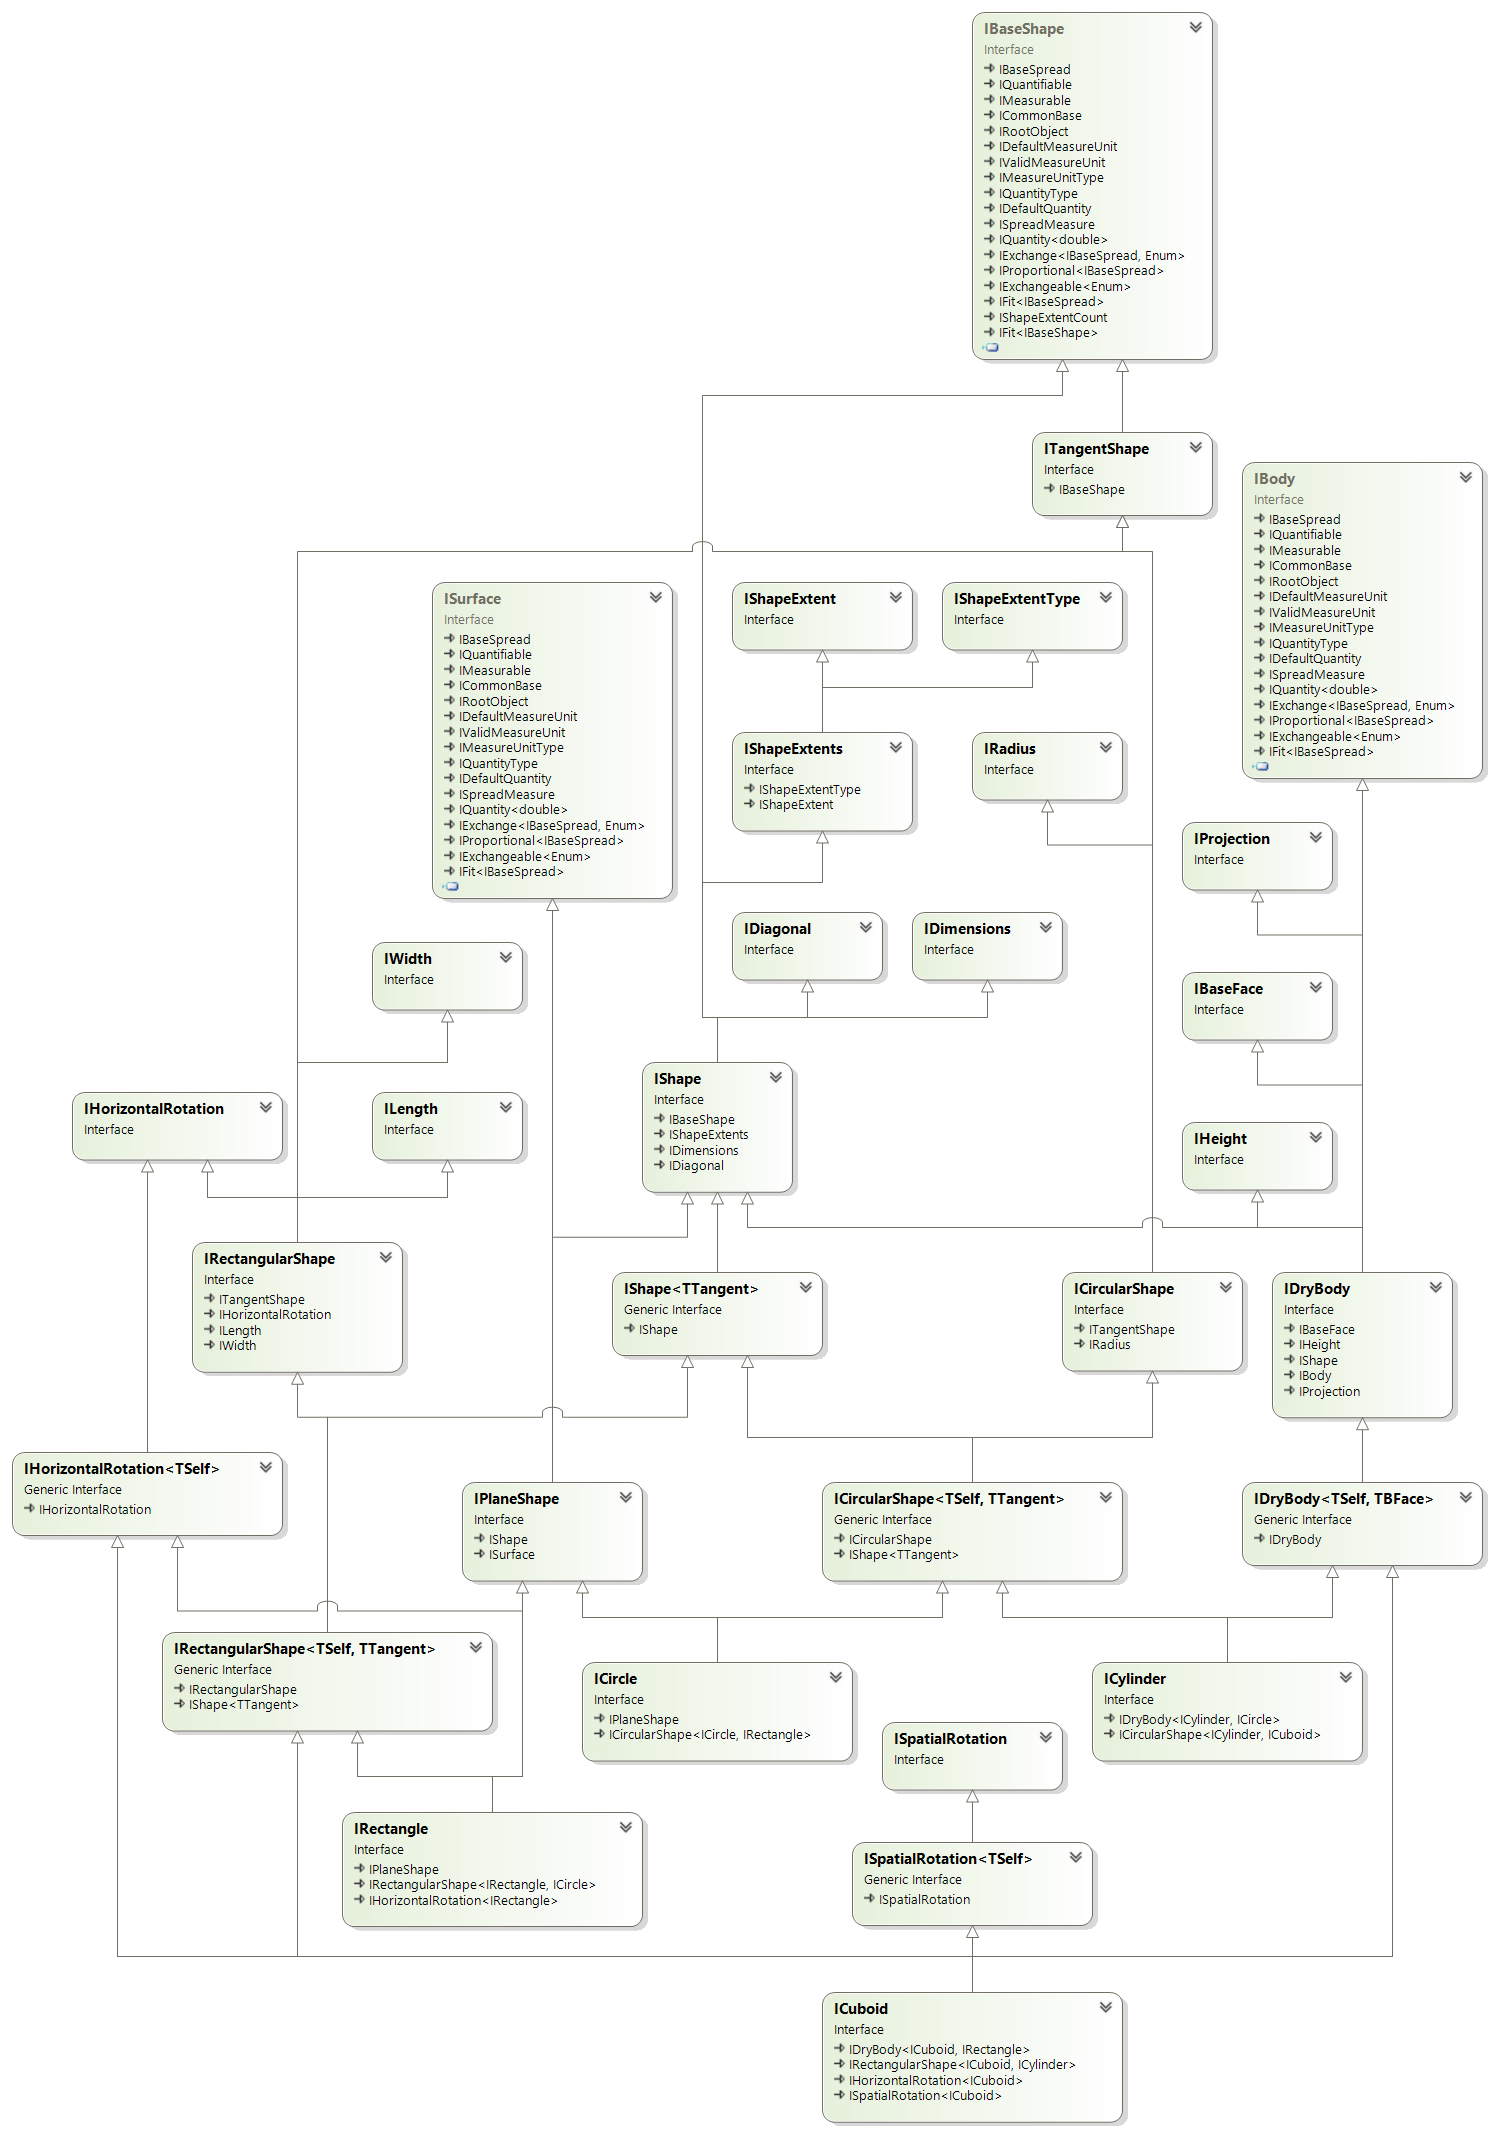 IBaseShape
Interface
IBaseSpread
IQuantifiable
IMeasurable
ICommonBase
IRootObject
IDefaultMeasureUnit
IValidMeasureUnit
IMeasureUnitType
IQuantityType
IDefaultQuantity
ISpreadMeasure
IQuantity<double>
IExchange<IBaseSpread, Enum>
IProportional<IBaseSpread>
IExchangeable<Enum>
IFit<IBaseSpread>
IShapeExtentCount
IFit<IBaseShape>
ITangentShape
Interface
IBaseShape
IBody
Interface
IBaseSpread
IQuantifiable
IMeasurable
ICommonBase
IRootObject
IDefaultMeasureUnit
IValidMeasureUnit
IMeasureUnitType
IQuantityType
IDefaultQuantity
ISpreadMeasure
IQuantity<double>
IExchange<IBaseSpread, Enum>
IProportional<IBaseSpread>
IExchangeable<Enum>
IFit<IBaseSpread>
ISurface
Interface
IBaseSpread
IQuantifiable
IMeasurable
ICommonBase
IRootObject
IDefaultMeasureUnit
IValidMeasureUnit
IMeasureUnitType
IQuantityType
IDefaultQuantity
ISpreadMeasure
IQuantity<double>
IExchange<IBaseSpread, Enum>
IProportional<IBaseSpread>
IExchangeable<Enum>
IFit<IBaseSpread>
IShapeExtent
Interface
IShapeExtentType
Interface
IShapeExtents
Interface
IShapeExtentType
IShapeExtent
IRadius
Interface
IProjection
Interface
IDiagonal
Interface
IDimensions
Interface
IWidth
Interface
IBaseFace
Interface
IShape
Interface
IBaseShape
IShapeExtents
IDimensions
IDiagonal
IHorizontalRotation
Interface
ILength
Interface
IHeight
Interface
IRectangularShape
Interface
ITangentShape
IHorizontalRotation
ILength
IWidth
IShape<TTangent>
Generic Interface
IShape
ICircularShape
Interface
ITangentShape
IRadius
IDryBody
Interface
IBaseFace
IHeight
IShape
IBody
IProjection
IHorizontalRotation<TSelf>
Generic Interface
IHorizontalRotation
IPlaneShape
Interface
IShape
ISurface
ICircularShape<TSelf, TTangent>
Generic Interface
ICircularShape
IShape<TTangent>
IDryBody<TSelf, TBFace>
Generic Interface
IDryBody
IRectangularShape<TSelf, TTangent>
Generic Interface
IRectangularShape
IShape<TTangent>
ICircle
Interface
IPlaneShape
ICircularShape<ICircle, IRectangle>
ICylinder
Interface
IDryBody<ICylinder, ICircle>
ICircularShape<ICylinder, ICuboid>
ISpatialRotation
Interface
IRectangle
Interface
IPlaneShape
IRectangularShape<IRectangle, ICircle>
IHorizontalRotation<IRectangle>
ISpatialRotation<TSelf>
Generic Interface
ISpatialRotation
ICuboid
Interface
IDryBody<ICuboid, IRectangle>
IRectangularShape<ICuboid, ICylinder>
IHorizontalRotation<ICuboid>
ISpatialRotation<ICuboid>